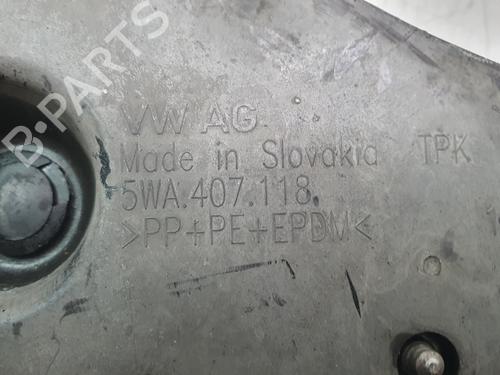 VW AG
Made in Slovakia TPK
5WA.407.118.
>PP+PE+EPDM<
B-Parts